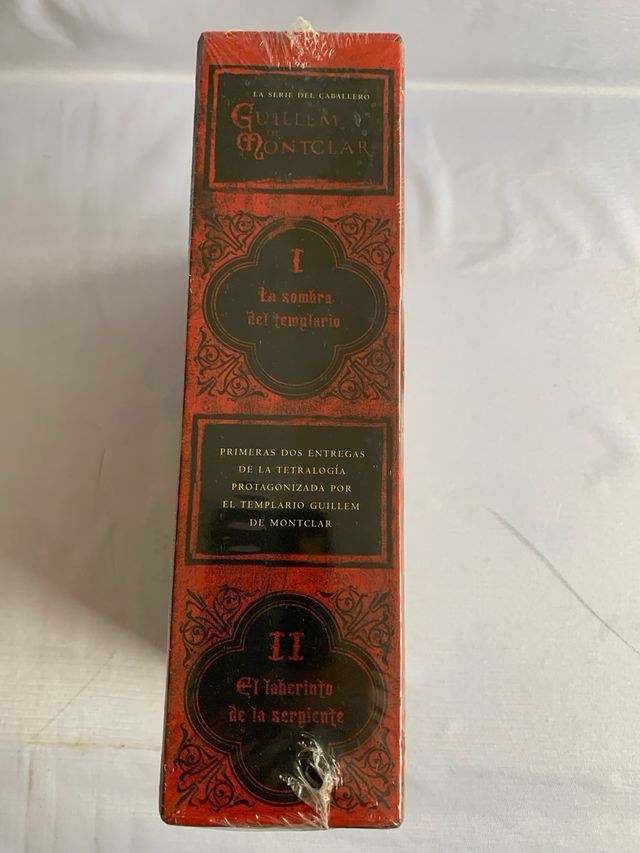 LA SERIE DEL CABALLERO
GUILLEM
DE
MONTCLAR
I
La sombra
del templario
PRIMERAS DOS ENTREGAS
DE LA TETRALOGÍA
PROTAGONIZADA POR
EL TEMPLARIO GUILLEM
DE MONTCLAR
II
El laberinto
de la serpiente